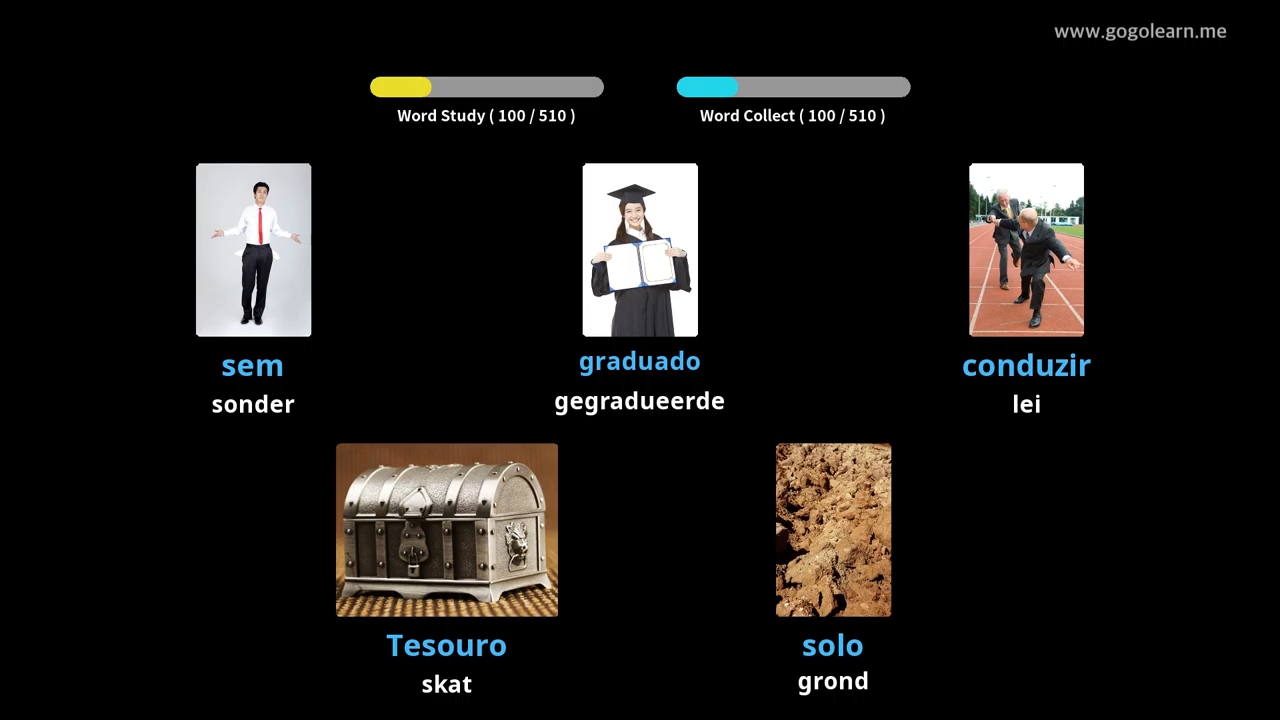 www.gogolearn.me
Word Study ( 100 / 510 )
Word Collect ( 100 / 510 )
sem
sonder
graduado
gegradueerde
conduzir
lei
Tesouro
skat
solo
grond